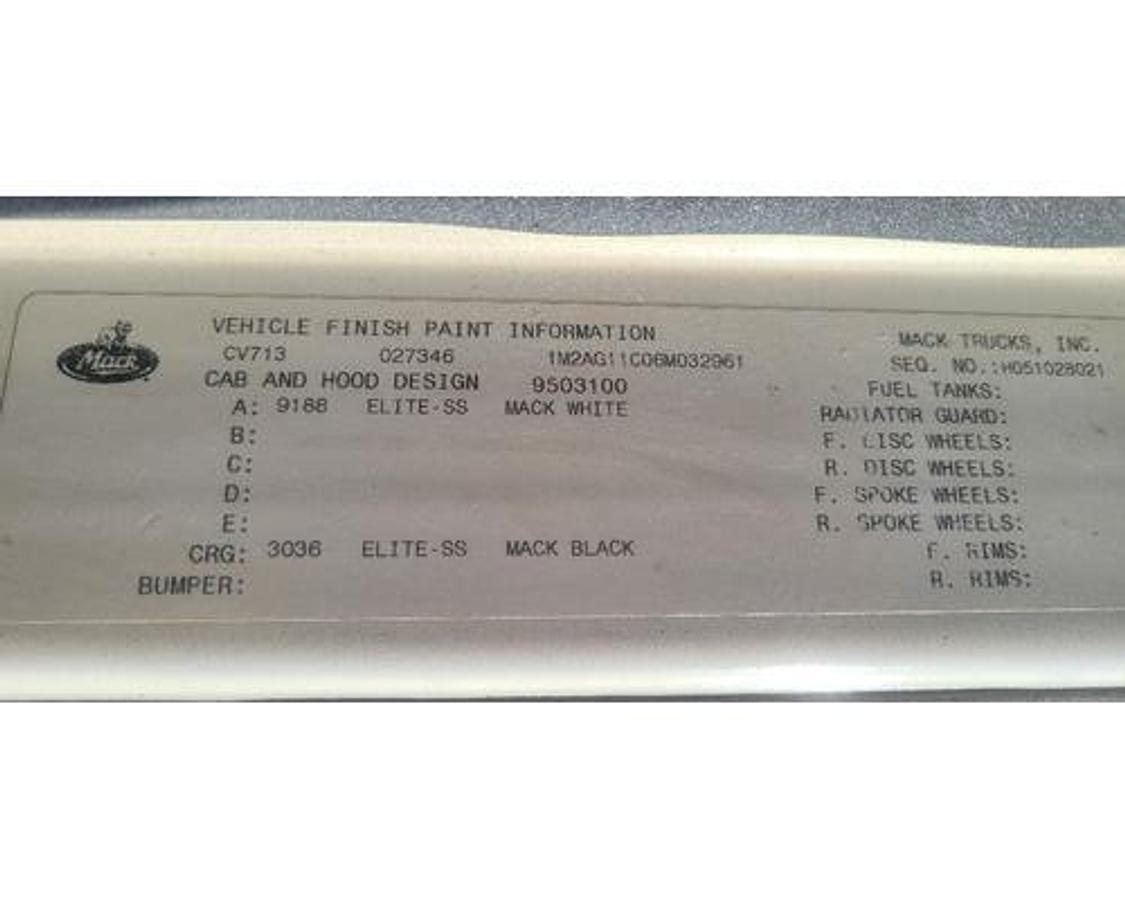 VEHICLE FINISH PAINT INFORMATION
Mack
CV713 027346 1M2AG11C06M032961
MACK TRUCKS, INC.
SEQ. NO.:H051028021
CAB AND HOOD DESIGN 9503100
FUEL TANKS:
A: 9188 ELITE-SS MACK WHITE
RADIATOR GUARD:
B:
F. DISC WHEELS:
C:
R. DISC WHEELS:
D:
F. SPOKE WHEELS:
E:
R. SPOKE WHEELS:
CRG: 3036 ELITE-SS MACK BLACK
F. RIMS:
BUMPER:
R. RIMS: